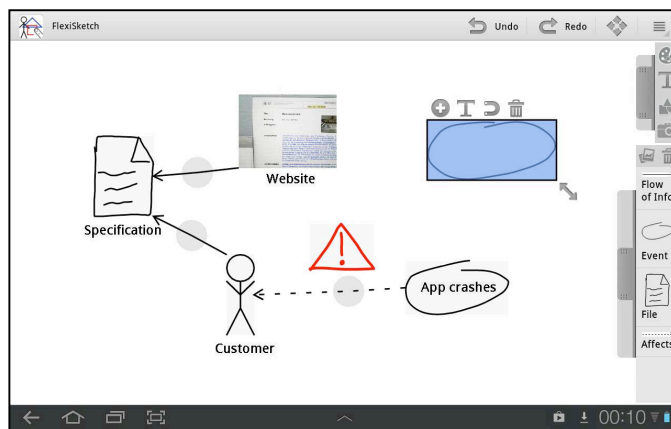 FlexiSketch
Undo
Redo
Website
Specification
App crashes
Customer
Flow
of Info
Event
File
Affects
00:10